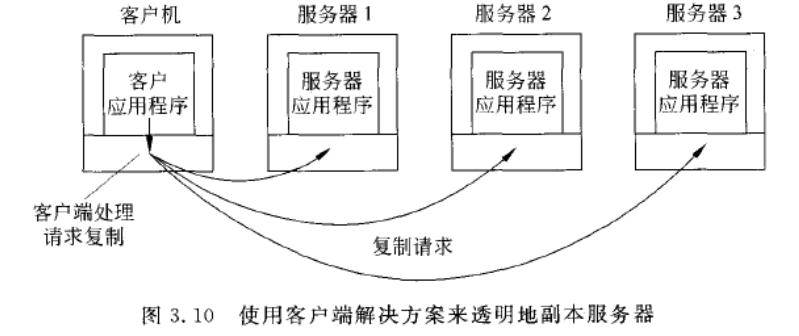 客户机
服务器1
服务器2
服务器3
客户
应用程序
服务器
应用程序
服务器
应用程序
服务器
应用程序
客户端处理
请求复制
复制请求
图 3.10 使用客户端解决方案来透明地副本服务器